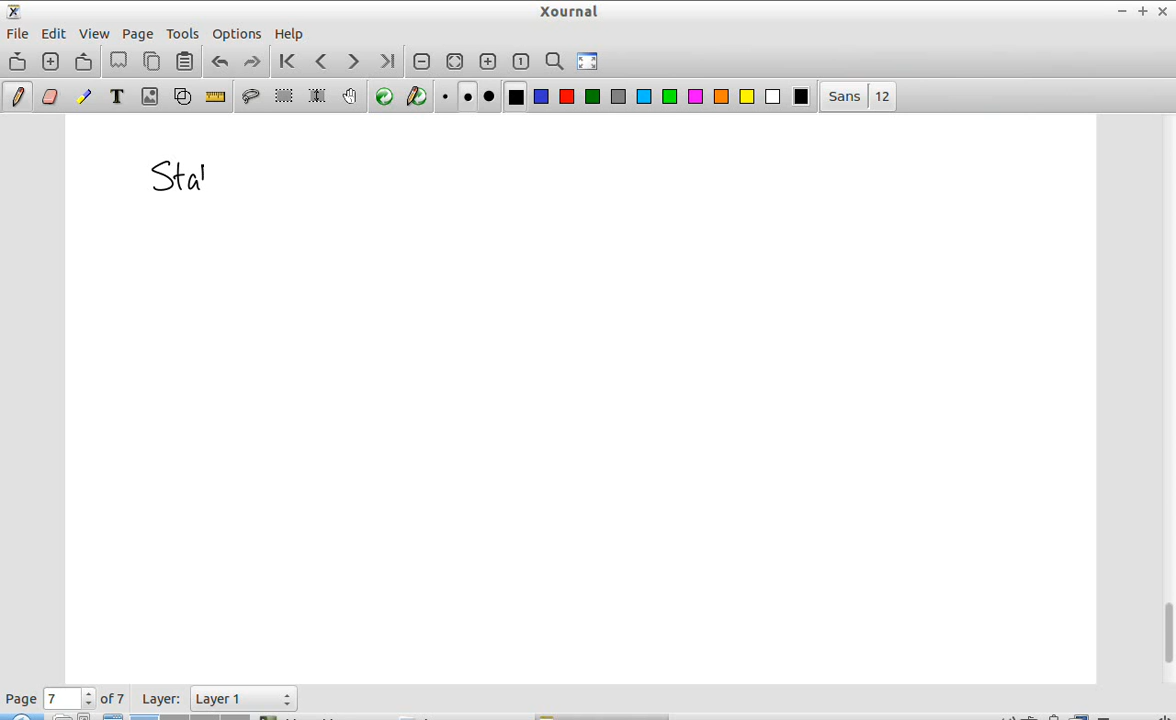 Xournal
File Edit View Page Tools Options Help
T Sans 12
Sta
Page 7 of 7 Layer: Layer 1